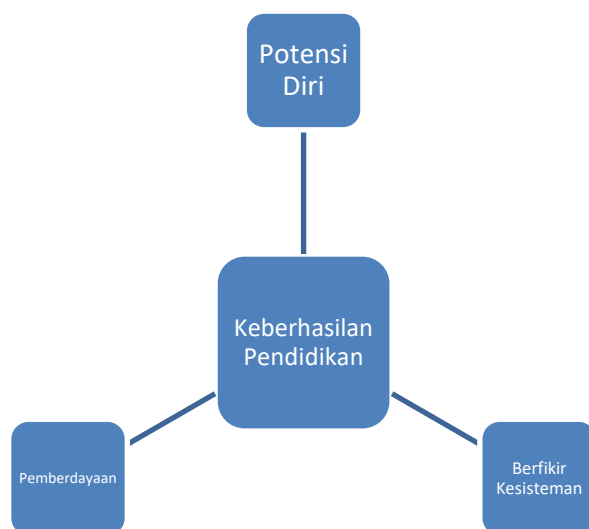 Potensi
Diri
Keberhasilan
Pendidikan
Pemberdayaan
Berfikir
Kesisteman